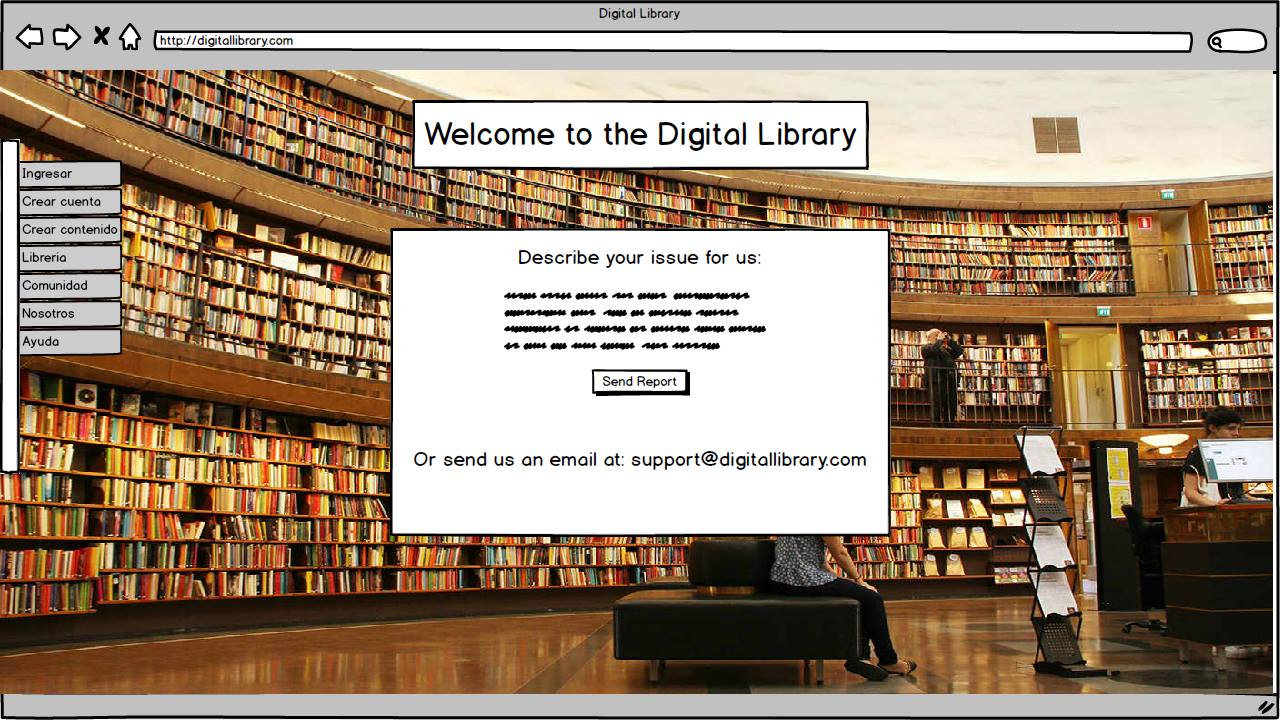 Digital Library
http://digitallibrary.com
Welcome to the Digital Library
Ingresar
Crear cuenta
Crear contenido
Libreria
Comunidad
Nosotros
Ayuda
Describe your issue for us:
Send Report
Or send us an email at: support@digitallibrary.com